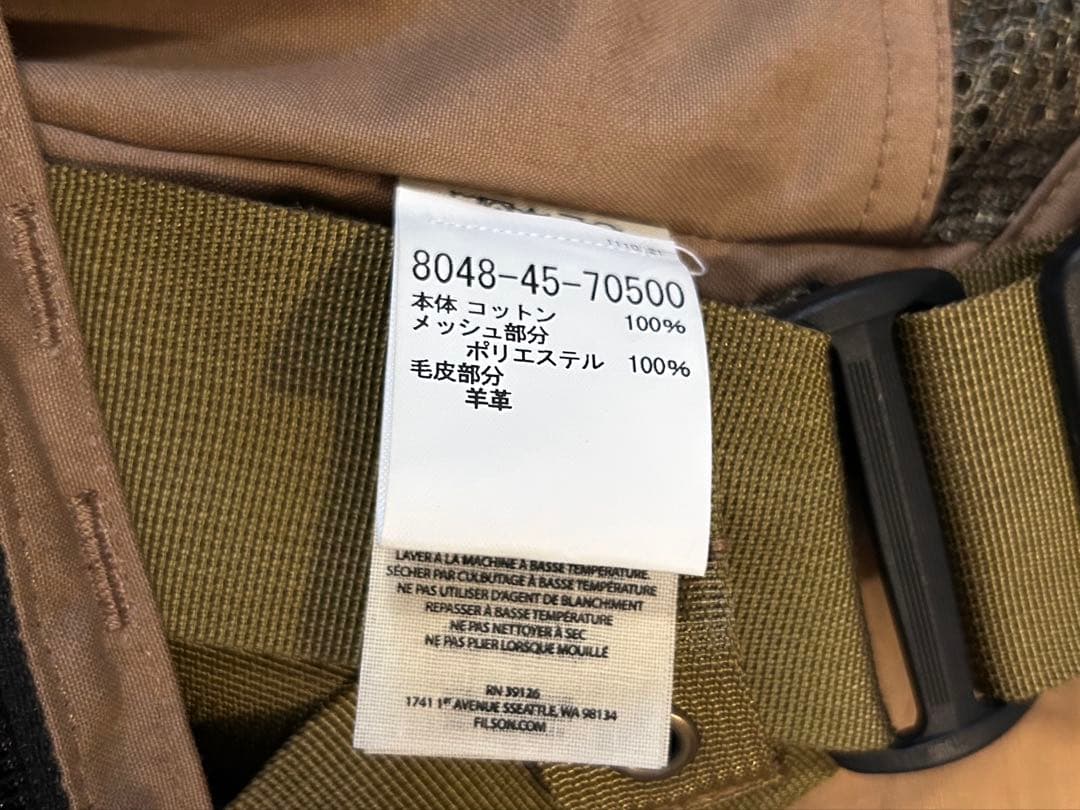 8048-45-70500
本体 コットン 100%
メッシュ部分
ポリエステル 100%
毛皮部分
羊革
LAVER A LA MACHINE À BASSE TEMPÉRATURE.
SÉCHER PAR CULBUTAGE À BASSE TEMPÉRATURE
NE PAS UTILISER D'AGENT DE BLANCHIMENT
REPASSER À BASSE TEMPÉRATURE
NE PAS NETTOYER À SEC
NE PAS PLIER LORSQUE MOUILLÉ
RN 39126
1741 1ST AVENUE SSEATTLE, WA 98134
FILSON.COM